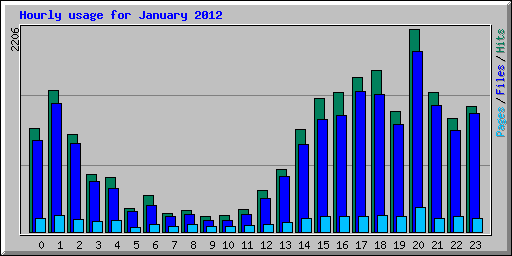 Hourly usage for January 2012
2206
Pages/Files/Hits
0 1 2 3 4 5 6 7 8 9 10 11 12 13 14 15 16 17 18 19 20 21 22 23